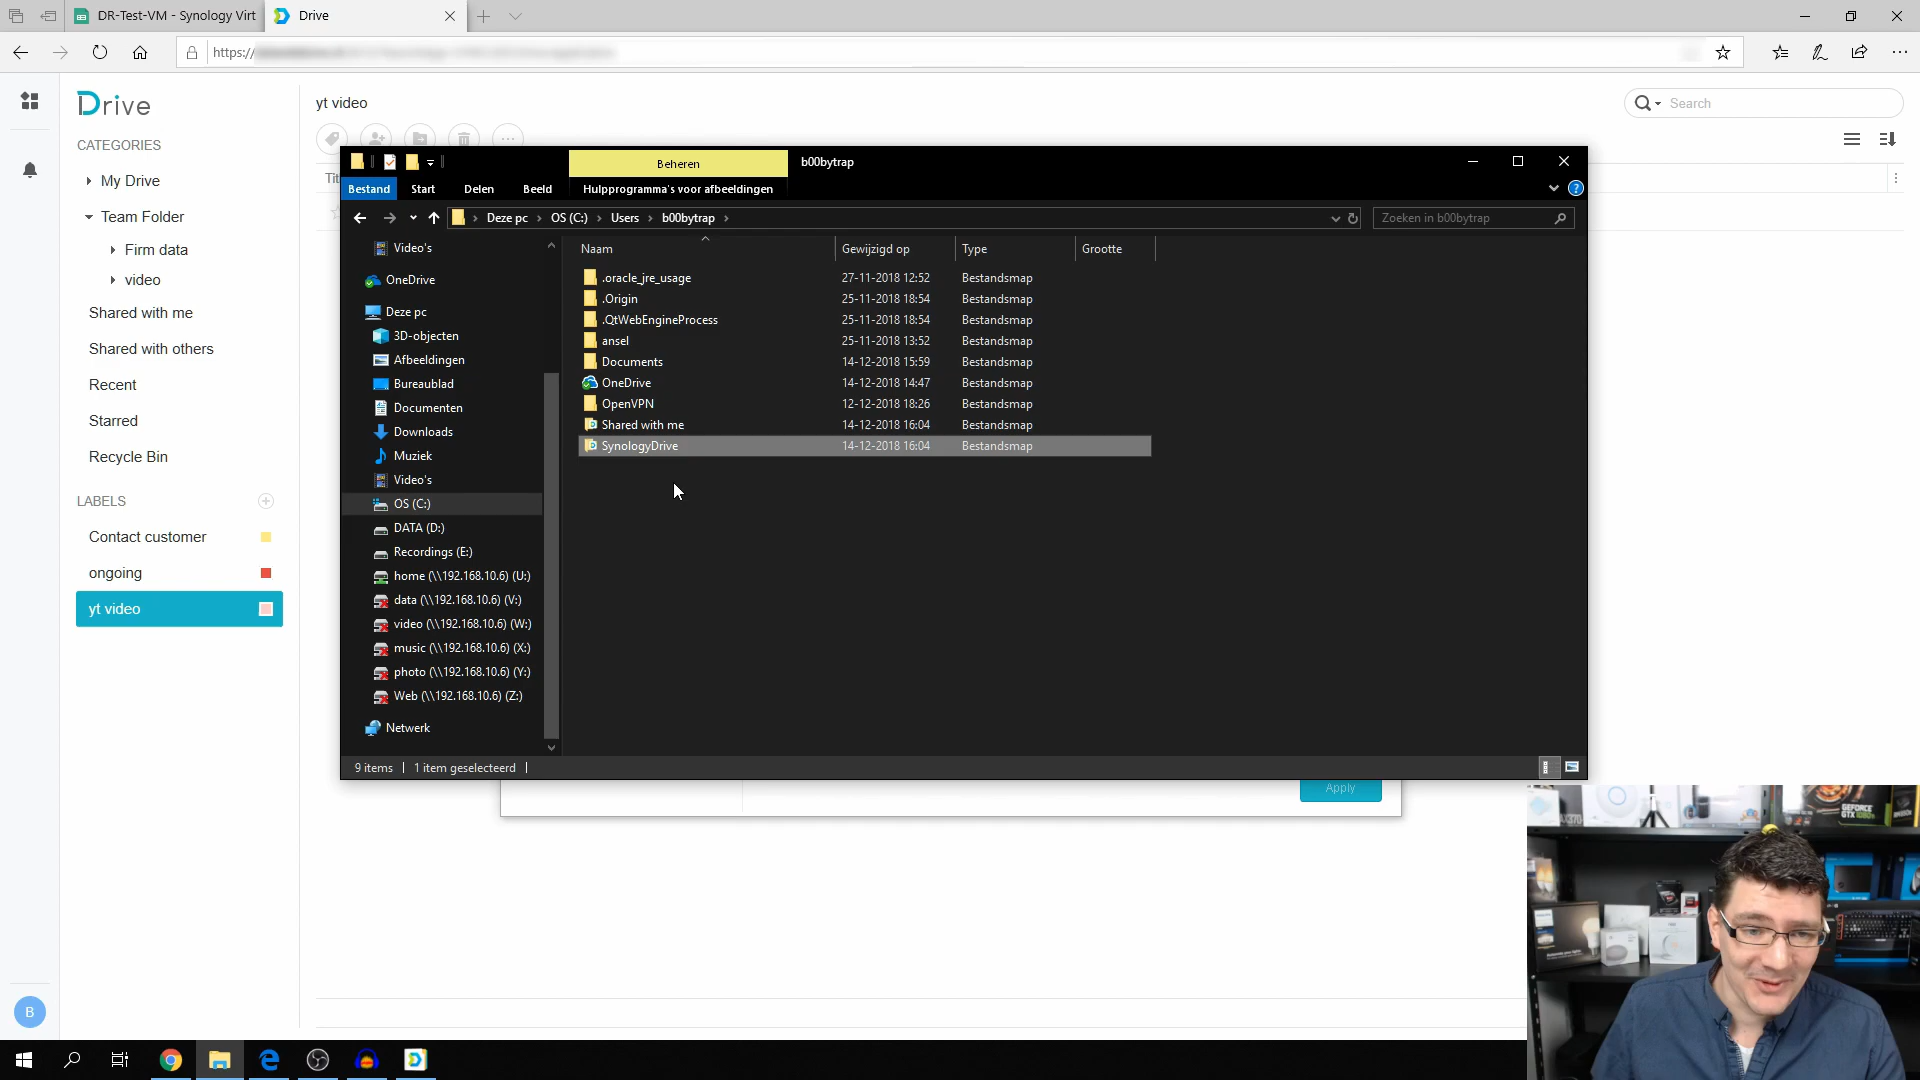 DR-Test-VM - Synology Virt
Drive
https://
Drive
yt video
Search
CATEGORIES
My Drive
Team Folder
Firm data
video
Shared with me
Shared with others
Recent
Starred
Recycle Bin
LABELS
Contact customer
ongoing
yt video
B
Beheren
b00bytrap
Bestand
Start
Delen
Beeld
Hulpprogramma's voor afbeeldingen
Deze pc
OS (C:)
Users
b00bytrap
Zoeken in b00bytrap
Video's
OneDrive
Deze pc
3D-objecten
Afbeeldingen
Bureaublad
Documenten
Downloads
Muziek
Video's
OS (C:)
DATA (D:)
Recordings (E:)
home (\\192.168.10.6) (U:)
data (\\192.168.10.6) (V:)
video (\\192.168.10.6) (W:)
music (\\192.168.10.6) (X:)
photo (\\192.168.10.6) (Y:)
Web (\\192.168.10.6) (Z:)
Netwerk
Naam Gewijzigd op Type Grootte
.oracle_jre_usage 27-11-2018 12:52 Bestandsmap
.Origin 25-11-2018 18:54 Bestandsmap
.QtWebEngineProcess 25-11-2018 18:54 Bestandsmap
ansel 25-11-2018 13:52 Bestandsmap
Documents 14-12-2018 15:59 Bestandsmap
OneDrive 14-12-2018 14:47 Bestandsmap
OpenVPN 12-12-2018 18:26 Bestandsmap
Shared with me 14-12-2018 16:04 Bestandsmap
SynologyDrive 14-12-2018 16:04 Bestandsmap
9 items
1 item geselecteerd
Apply
GEFORCE